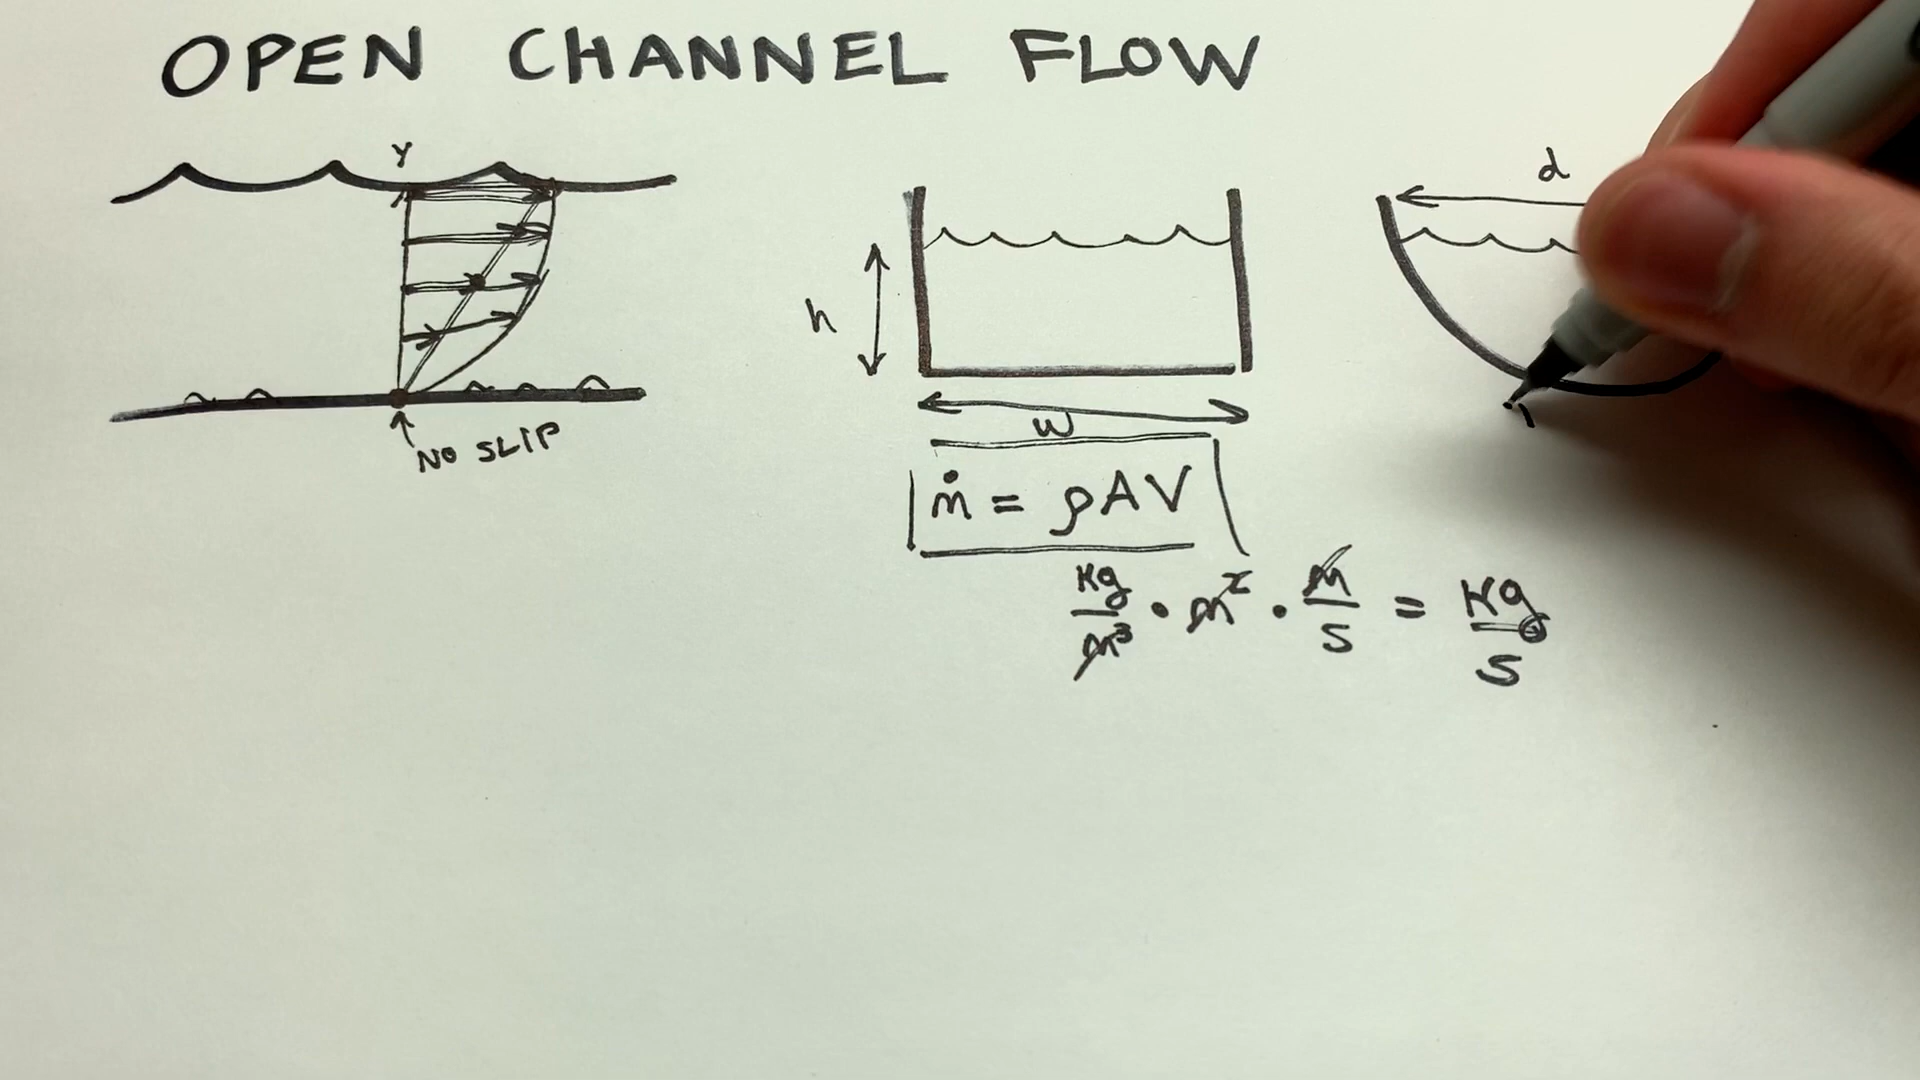 OPEN CHANNEL FLOW
Y
d
h
NO SLIP
w
ṁ = ρAV
kg/m³ • m² • m/s = kg/s